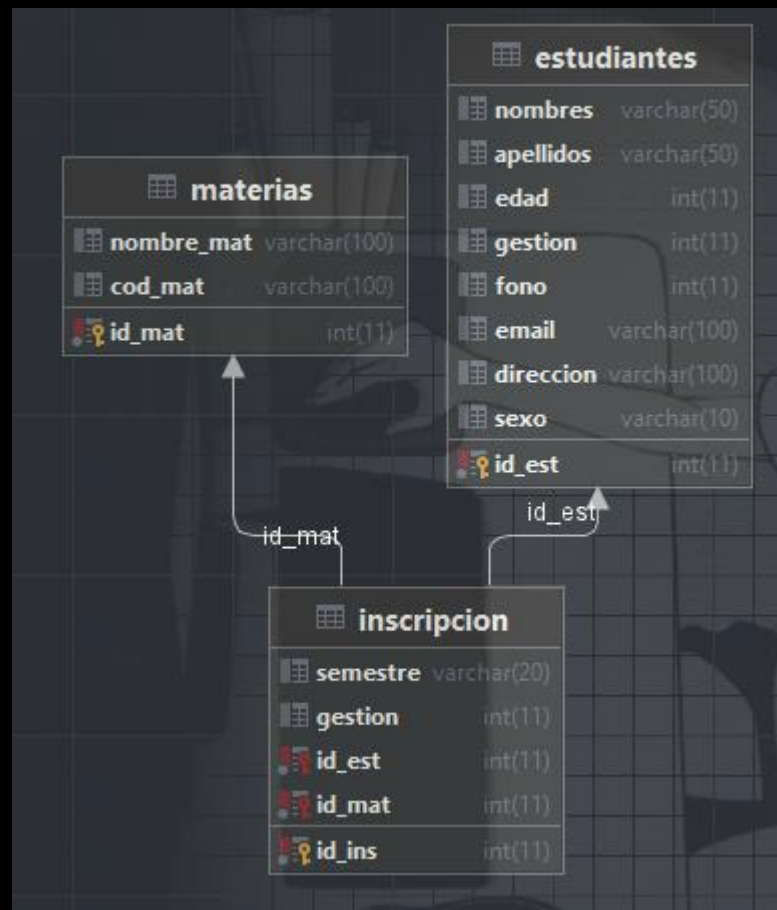 estudiantes
nombres varchar(50)
apellidos varchar(50)
edad int(11)
gestion int(11)
fono int(11)
email varchar(100)
direccion varchar(100)
sexo varchar(10)
id_est int(11)
materias
nombre_mat varchar(100)
cod_mat varchar(100)
id_mat int(11)
id_mat
id_est
inscripcion
semestre varchar(20)
gestion int(11)
id_est int(11)
id_mat int(11)
id_ins int(11)